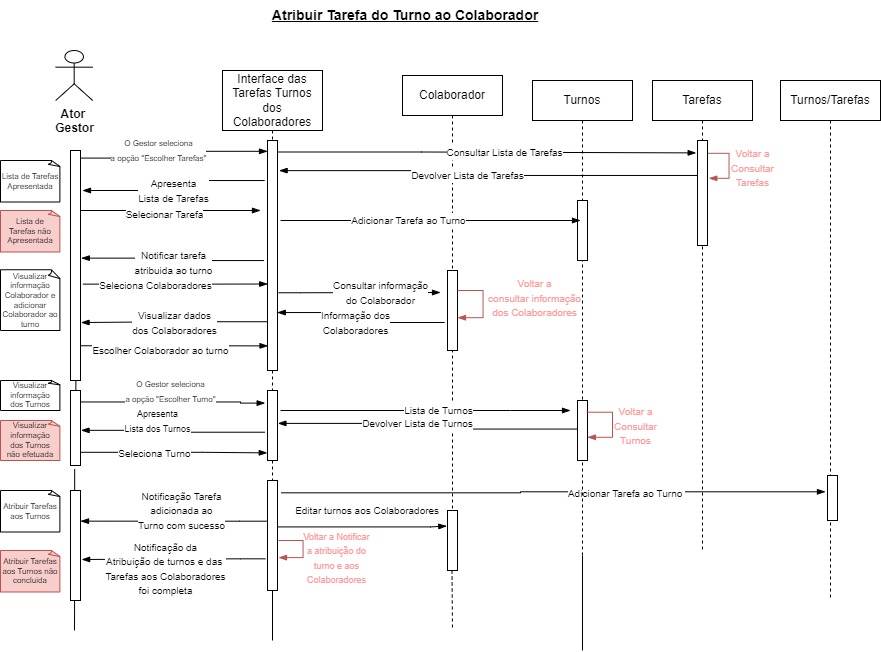 Atribuir Tarefa do Turno ao Colaborador
Ator
Gestor
Interface das
Tarefas Turnos
dos
Colaboradores
Colaborador
Turnos
Tarefas
Turnos/Tarefas
O Gestor seleciona
a opção "Escolher Tarefas"
Consultar Lista de Tarefas
Voltar a
Consultar
Tarefas
Devolver Lista de Tarefas
Lista de Tarefas
Apresentada
Apresenta
Lista de Tarefas
Selecionar Tarefa
Lista de
Tarefas não
Apresentada
Adicionar Tarefa ao Turno
Notificar tarefa
atribuida ao turno
Visualizar
informação
Colaborador e
adicionar
Colaborador ao
turno
Seleciona Colaboradores
Consultar informação
do Colaborador
Voltar a
consultar informação
dos Colaboradores
Visualizar dados
dos Colaboradores
Informação dos
Colaboradores
Escolher Colaborador ao turno
Visualizar
informação
dos Turnos
O Gestor seleciona
a opção "Escolher Turno"
Lista de Turnos
Voltar a
Consultar
Turnos
Apresenta
Lista dos Turnos
Devolver Lista de Turnos
Visualizar
informação
dos Turnos
não efetuada
Seleciona Turno
Adicionar Tarefa ao Turno
Atribuir Tarefas
aos Turnos
Notificação Tarefa
adicionada ao
Turno com sucesso
Editar turnos aos Colaboradores
Voltar a Notificar
a atribuição do
turno e aos
Colaboradores
Atribuir Tarefas
aos Turnos não
concluida
Notificação da
Atribuição de turnos e das
Tarefas aos Colaboradores
foi completa